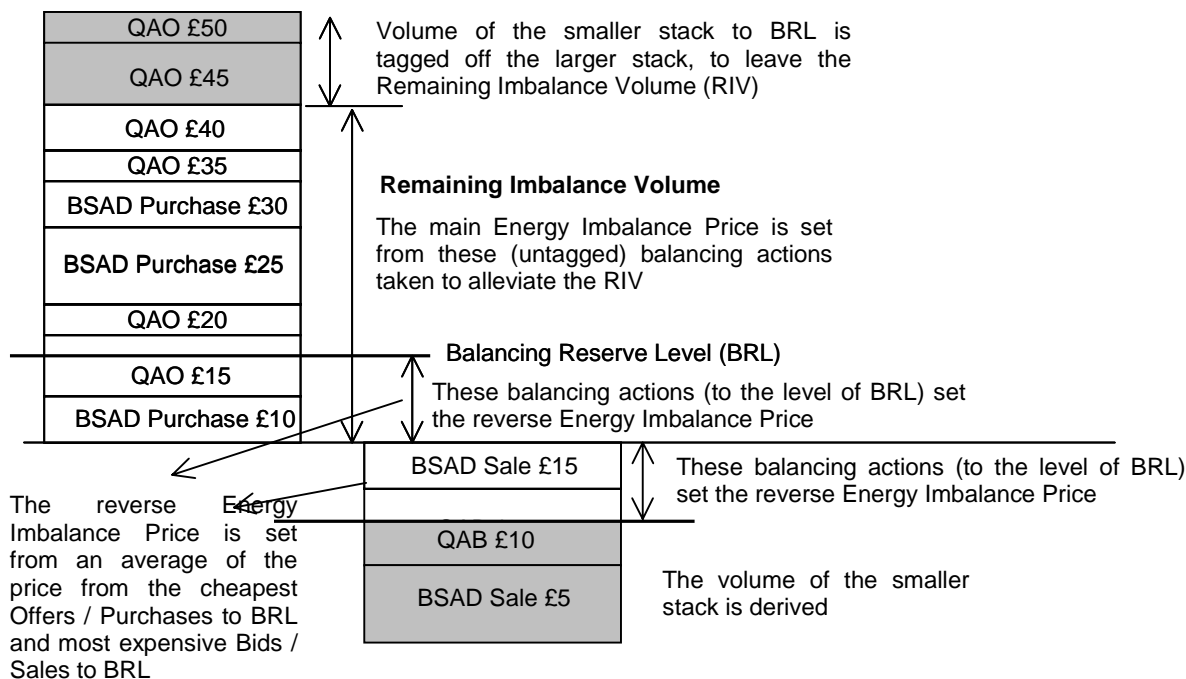 QAO £50
QAO £45
QAO £40
QAO £35
BSAD Purchase £30
BSAD Purchase £25
QAO £20
QAO £15
BSAD Purchase £10
Volume of the smaller stack to BRL is
tagged off the larger stack, to leave the
Remaining Imbalance Volume (RIV)
Remaining Imbalance Volume
The main Energy Imbalance Price is set
from these (untagged) balancing actions
taken to alleviate the RIV
Balancing Reserve Level (BRL)
These balancing actions (to the level of BRL) set
the reverse Energy Imbalance Price
BSAD Sale £15
QAB £10
BSAD Sale £5
These balancing actions (to the level of BRL)
set the reverse Energy Imbalance Price
The volume of the smaller
stack is derived
The reverse Energy
Imbalance Price is set
from an average of the
price from the cheapest
Offers / Purchases to BRL
and most expensive Bids /
Sales to BRL